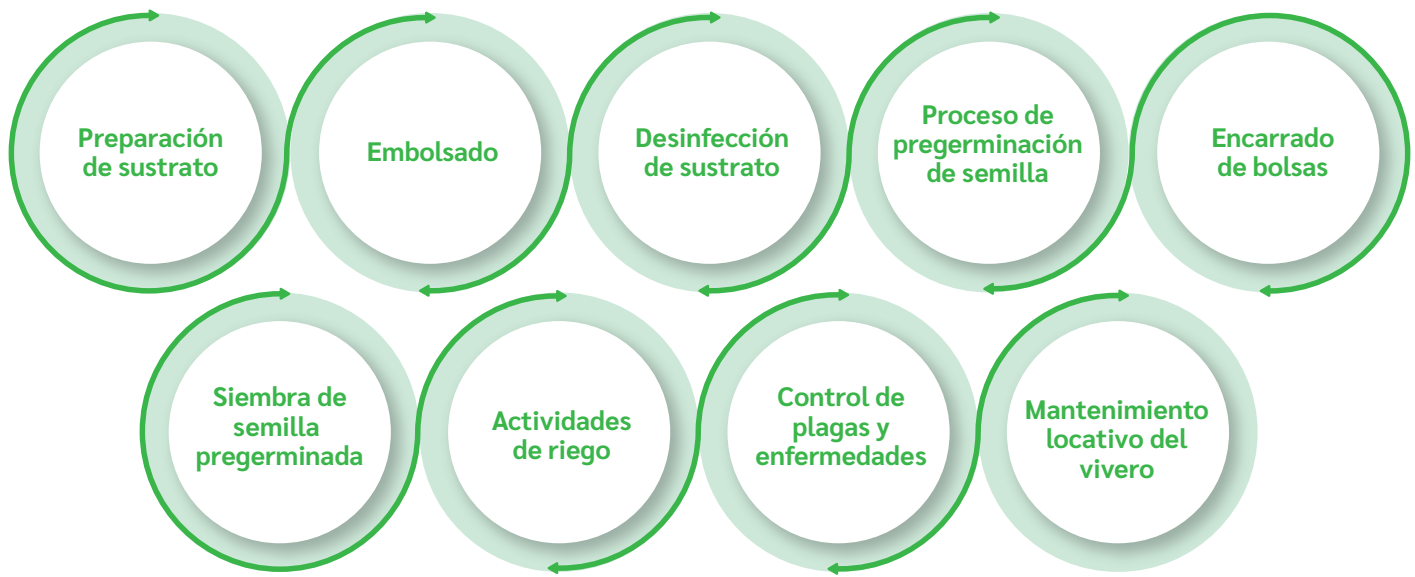 Preparación
de sustrato
Embolsado
Desinfección
de sustrato
Proceso de
pregerminación
de semilla
Encarrado
de bolsas
Siembra de
semilla
pregerminada
Actividades
de riego
Control de
plagas y
enfermedades
Mantenimiento
locativo del
vivero